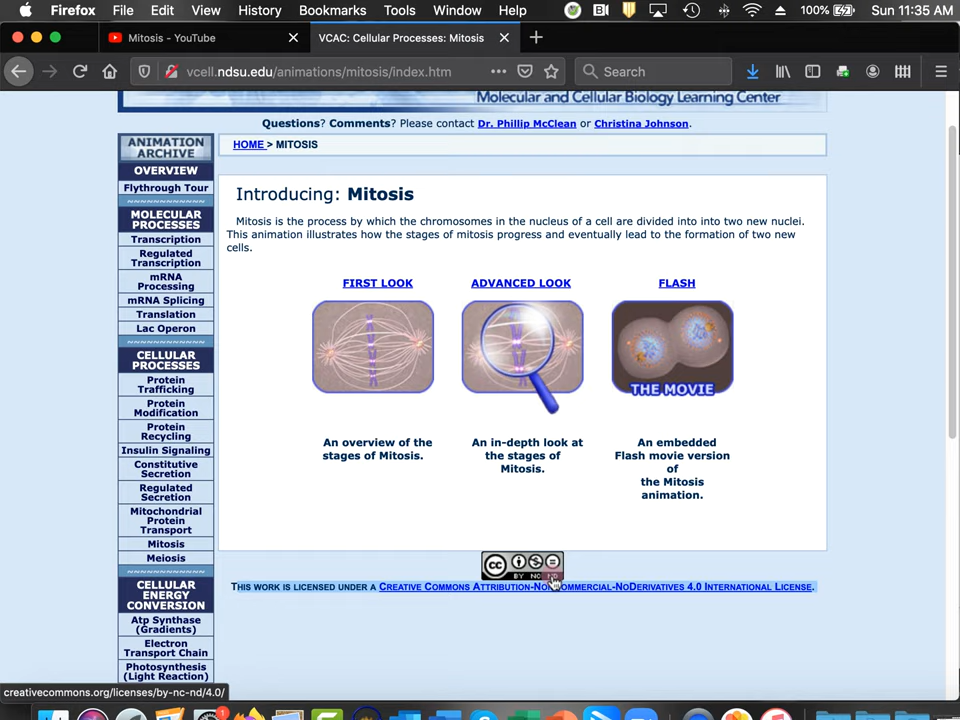 Firefox File Edit View History Bookmarks Tools Window Help 100% Sun 11:35 AM
Mitosis - YouTube
VCAC: Cellular Processes: Mitosis
vcell.ndsu.edu/animations/mitosis/index.htm
Search
Molecular and Cellular Biology Learning Center
Questions? Comments? Please contact Dr. Phillip McClean or Christina Johnson.
HOME > MITOSIS
ANIMATION
ARCHIVE
OVERVIEW
Flythrough Tour
~~~~~~~~~~~~
MOLECULAR
PROCESSES
Transcription
Regulated
Transcription
mRNA
Processing
mRNA Splicing
Translation
Lac Operon
~~~~~~~~~~~~
CELLULAR
PROCESSES
Protein
Trafficking
Protein
Modification
Protein
Recycling
Insulin Signaling
Constitutive
Secretion
Regulated
Secretion
Mitochondrial
Protein
Transport
Mitosis
Meiosis
~~~~~~~~~~~~
CELLULAR
ENERGY
CONVERSION
Atp Synthase
(Gradients)
Electron
Transport Chain
Photosynthesis
(Light Reaction)
Introducing: Mitosis
Mitosis is the process by which the chromosomes in the nucleus of a cell are divided into into two new nuclei.
This animation illustrates how the stages of mitosis progress and eventually lead to the formation of two new
cells.
FIRST LOOK
ADVANCED LOOK
FLASH
THE MOVIE
An overview of the
stages of Mitosis.
An in-depth look at
the stages of
Mitosis.
An embedded
Flash movie version
of
the Mitosis
animation.
CC BY NC ND
THIS WORK IS LICENSED UNDER A CREATIVE COMMONS ATTRIBUTION-NONCOMMERCIAL-NODERIVATIVES 4.0 INTERNATIONAL LICENSE.
creativecommons.org/licenses/by-nc-nd/4.0/
1